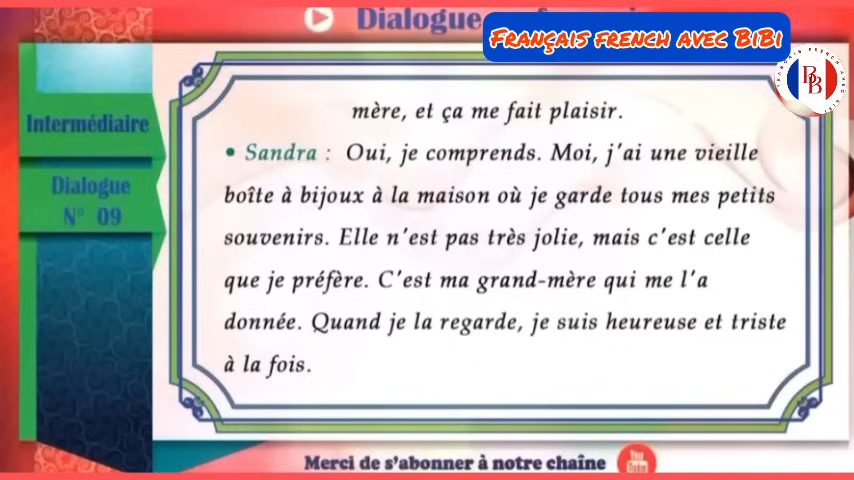 Dialogue
Français french avec BiBi
Intermédiaire
Dialogue
N° 09
mère, et ça me fait plaisir.
• Sandra : Oui, je comprends. Moi, j'ai une vieille
boîte à bijoux à la maison où je garde tous mes petits
souvenirs. Elle n'est pas très jolie, mais c'est celle
que je préfère. C'est ma grand-mère qui me l'a
donnée. Quand je la regarde, je suis heureuse et triste
à la fois.
Merci de s'abonner à notre chaîne
You
Tube